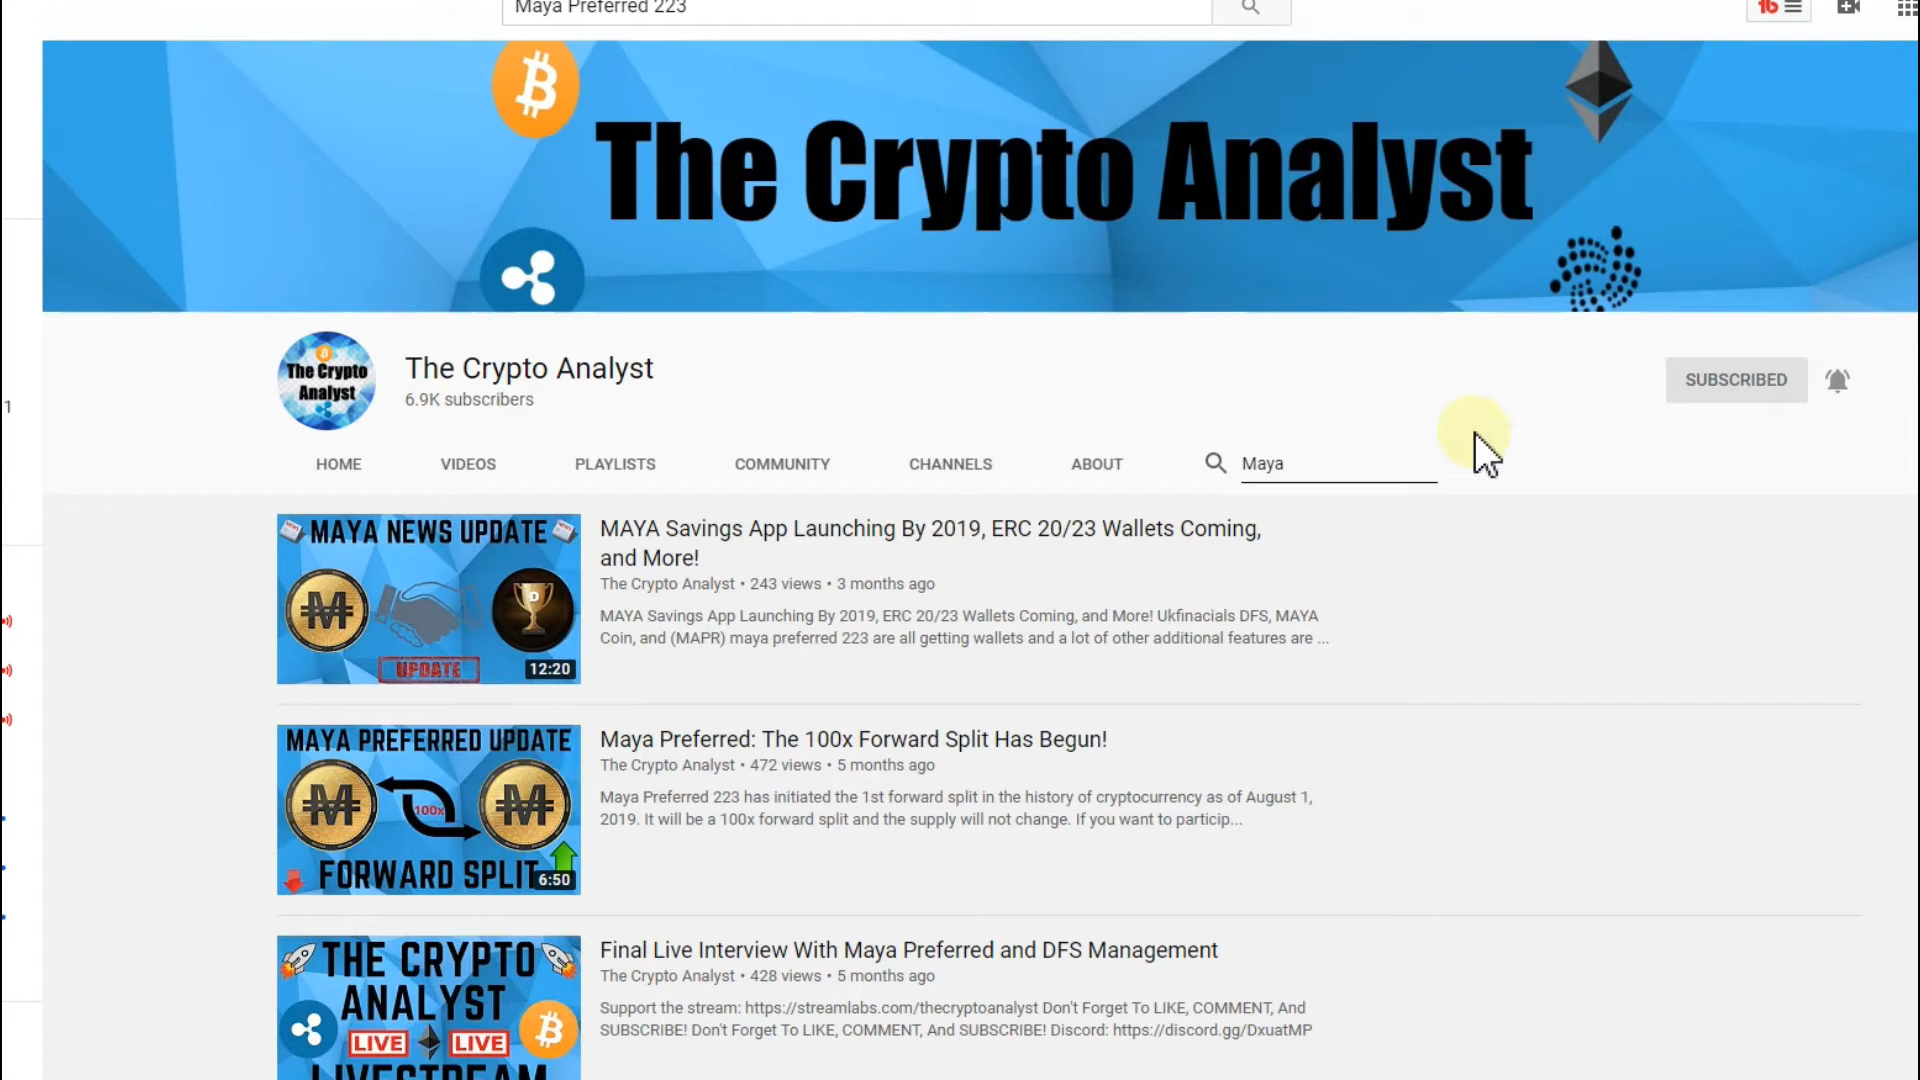 Maya Preferred 223
The Crypto Analyst
The Crypto
Analyst
The Crypto Analyst
6.9K subscribers
SUBSCRIBED
1
HOME
VIDEOS
PLAYLISTS
COMMUNITY
CHANNELS
ABOUT
Maya
MAYA NEWS UPDATE
D
UPDATE
12:20
MAYA Savings App Launching By 2019, ERC 20/23 Wallets Coming,
and More!
The Crypto Analyst • 243 views • 3 months ago
MAYA Savings App Launching By 2019, ERC 20/23 Wallets Coming, and More! Ukfinacials DFS, MAYA
Coin, and (MAPR) maya preferred 223 are all getting wallets and a lot of other additional features are ...
MAYA PREFERRED UPDATE
100x
FORWARD SPLIT
6:50
Maya Preferred: The 100x Forward Split Has Begun!
The Crypto Analyst • 472 views • 5 months ago
Maya Preferred 223 has initiated the 1st forward split in the history of cryptocurrency as of August 1,
2019. It will be a 100x forward split and the supply will not change. If you want to particip...
THE CRYPTO
ANALYST
LIVE LIVE
LIVESTREAM
Final Live Interview With Maya Preferred and DFS Management
The Crypto Analyst • 428 views • 5 months ago
Support the stream: https://streamlabs.com/thecryptoanalyst Don't Forget To LIKE, COMMENT, And
SUBSCRIBE! Don't Forget To LIKE, COMMENT, And SUBSCRIBE! Discord: https://discord.gg/DxuatMP